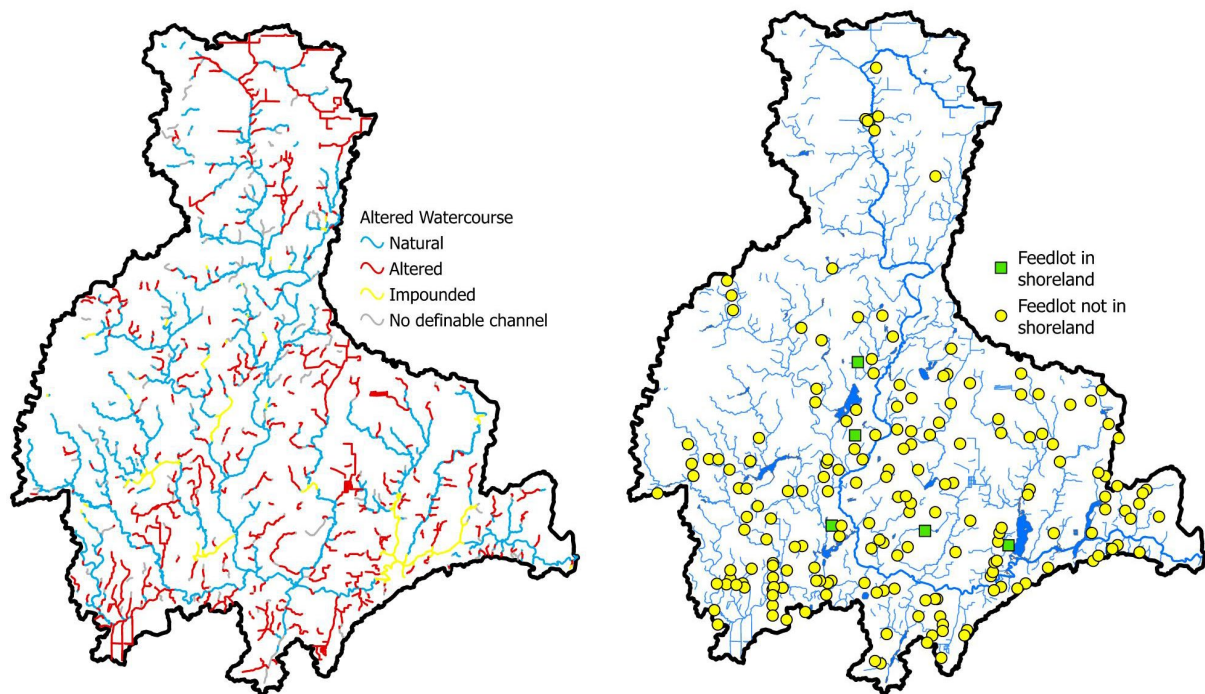 Altered Watercourse
Natural
Altered
Impounded
No definable channel
Feedlot in
shoreland
Feedlot not in
shoreland